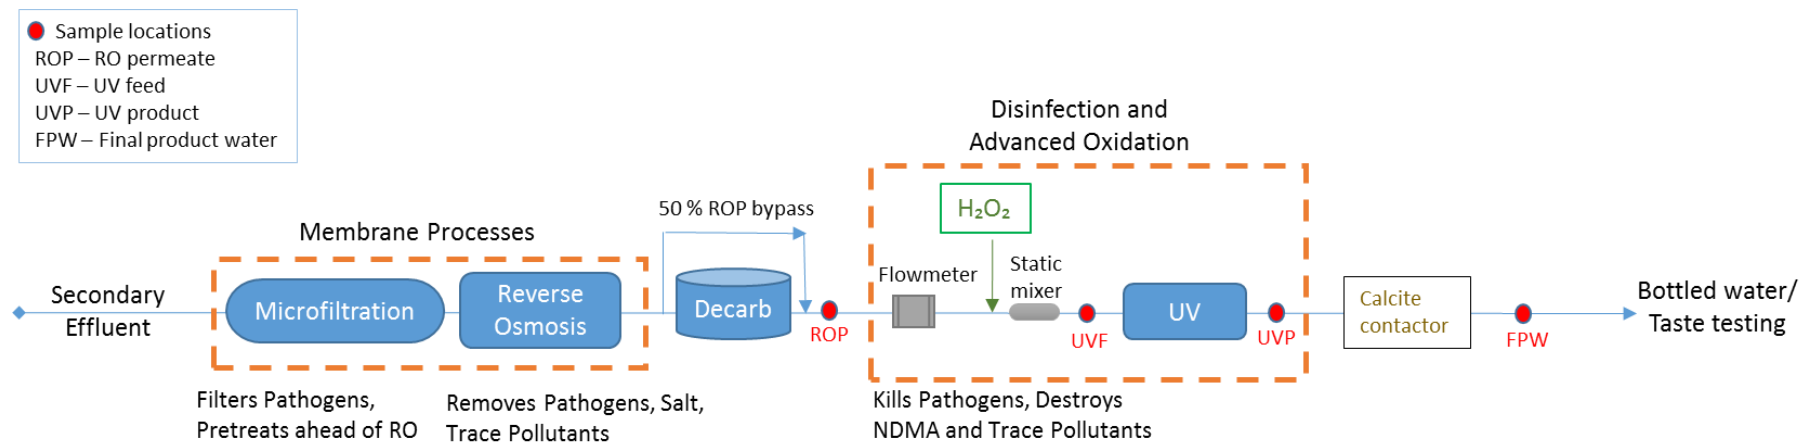 Sample locations
ROP – RO permeate
UVF – UV feed
UVP – UV product
FPW – Final product water
Disinfection and
Advanced Oxidation
50 % ROP bypass
H₂O₂
Membrane Processes
Flowmeter
Static
mixer
Secondary
Effluent
Microfiltration
Reverse
Osmosis
Decarb
ROP
UVF
UV
UVP
Calcite
contactor
FPW
Bottled water/
Taste testing
Filters Pathogens,
Pretreats ahead of RO
Removes Pathogens, Salt,
Trace Pollutants
Kills Pathogens, Destroys
NDMA and Trace Pollutants